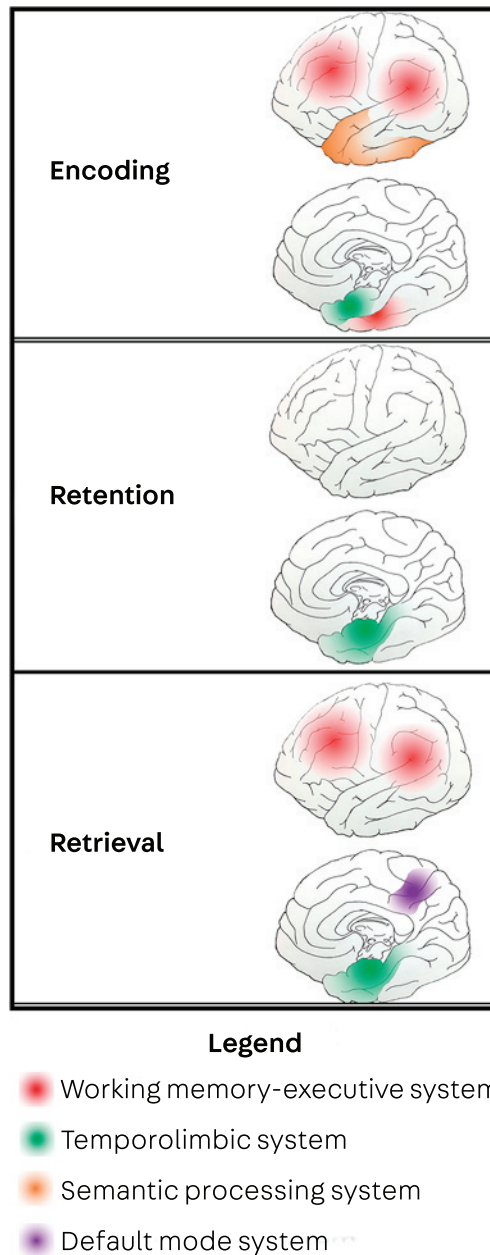 Encoding
Retention
Retrieval
Legend
Working memory-executive system
Temporolimbic system
Semantic processing system
Default mode system